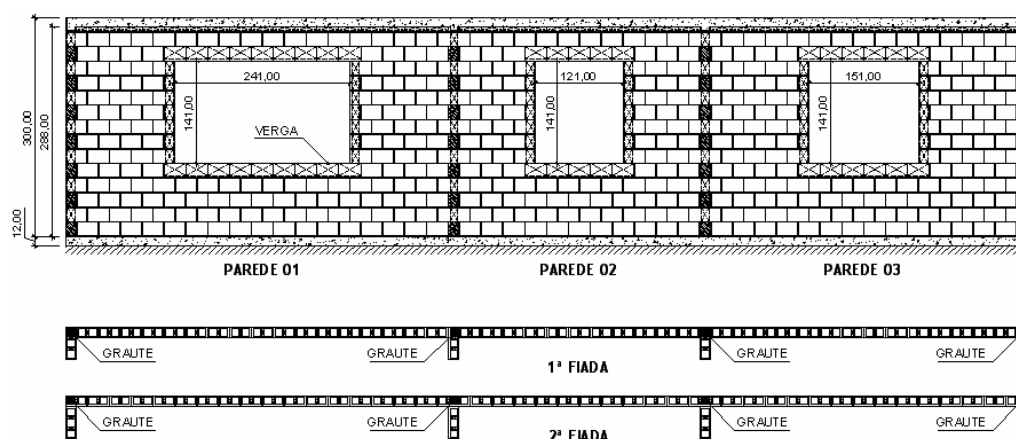 300,00
288,00
12,00
241,00
141,00
VERGA
121,00
141,00
151,00
141,00
PAREDE 01
PAREDE 02
PAREDE 03
GRAUTE
GRAUTE
GRAUTE
GRAUTE
1ª FIADA
GRAUTE
GRAUTE
GRAUTE
GRAUTE
2ª FIADA